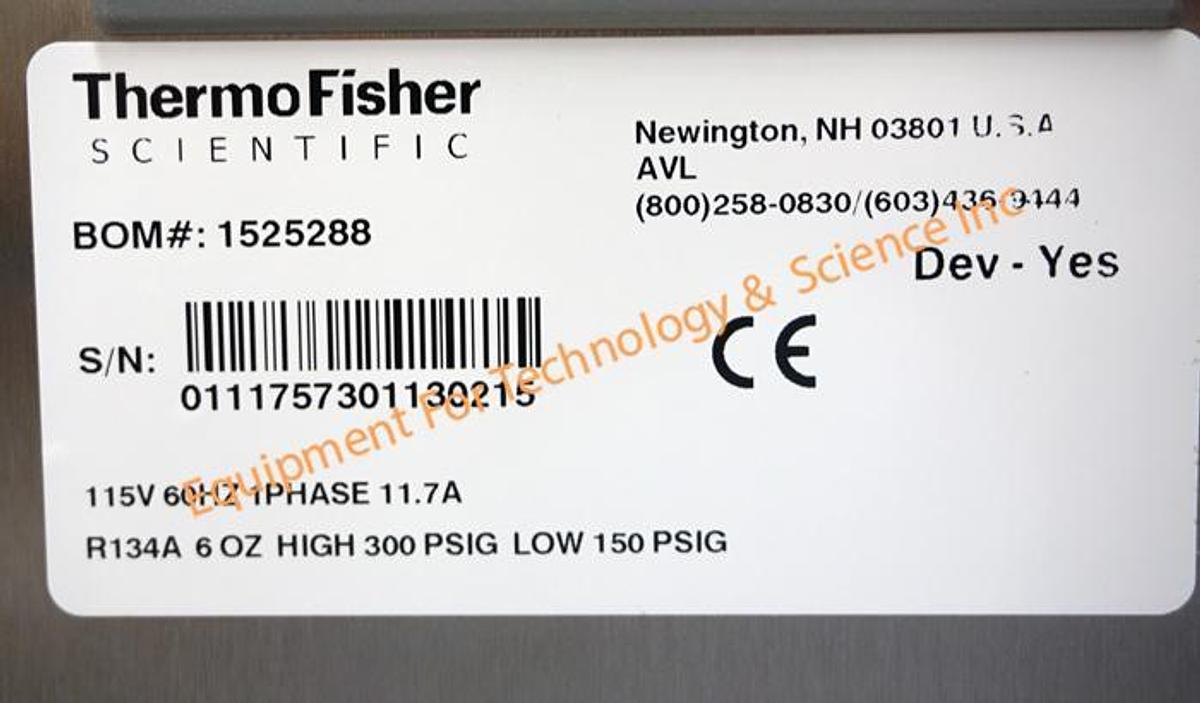 ThermoFisher
SCIENTIFIC
Newington, NH 03801 U.S.A
AVL
(800)258-0830/(603)436-9444
BOM#: 1525288
Dev - Yes
S/N:
0111757301130215
CE
115V 60HZ 1PHASE 11.7A
R134A 6 OZ HIGH 300 PSIG LOW 150 PSIG
Equipment For Technology & Science Inc